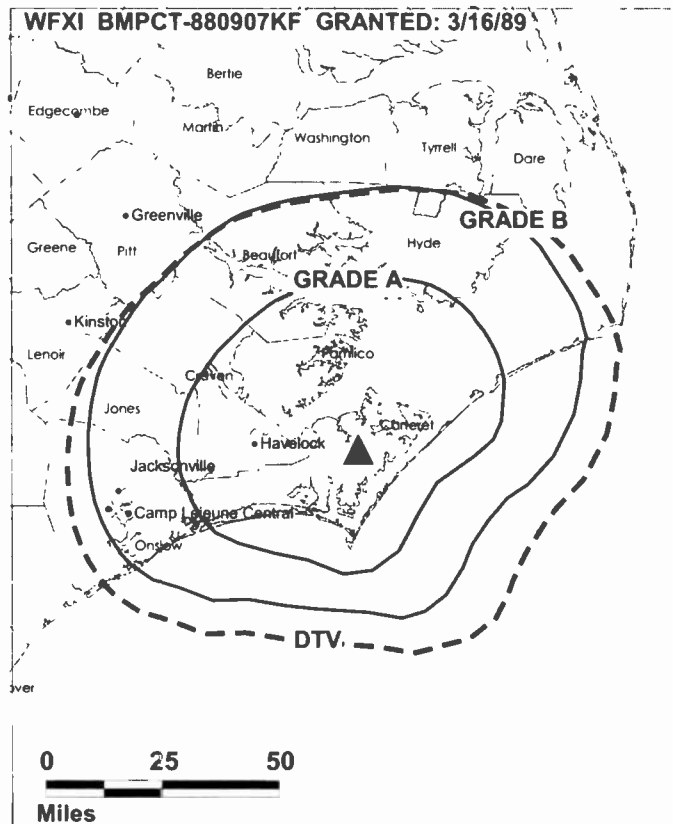 WFXI BMPCT-880907KF GRANTED: 3/16/89
Bertie
Edgecombe
Martin
Washington
Tyrrell
Dare
Greenville
GRADE B
Greene
Pitt
Hyde
Beaufort
GRADE A
Kinston
Lenoir
Pamlico
Craven
Jones
Carteret
Havelock
Jacksonville
Camp Lejeune Central
Onslow
DTV
over
0 25 50
Miles